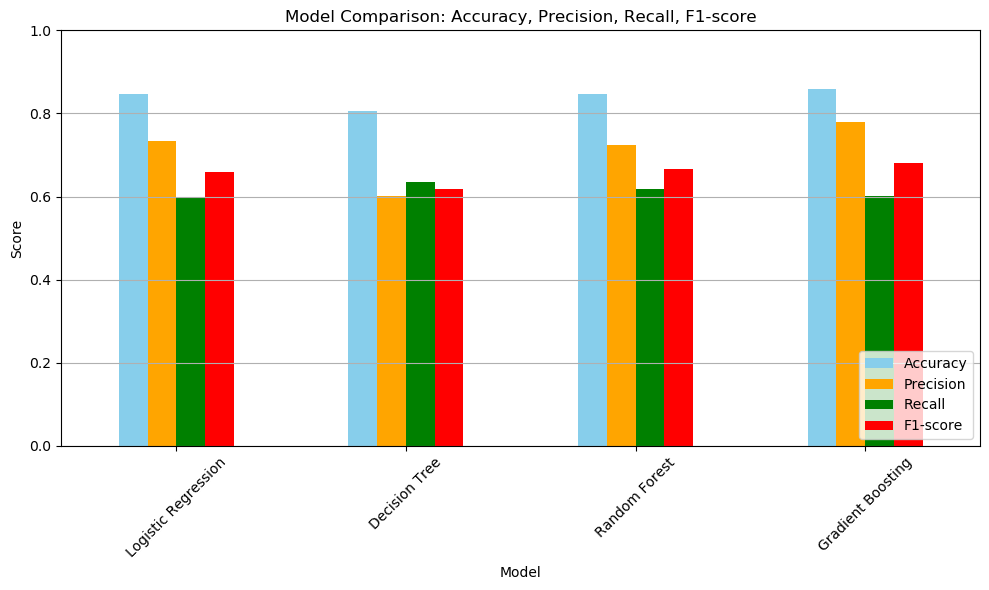 Model Comparison: Accuracy, Precision, Recall, F1-score
1.0
0.8
0.6
0.4
0.2
0.0
Score
Accuracy
Precision
Recall
F1-score
Logistic Regression
Decision Tree
Random Forest
Gradient Boosting
Model